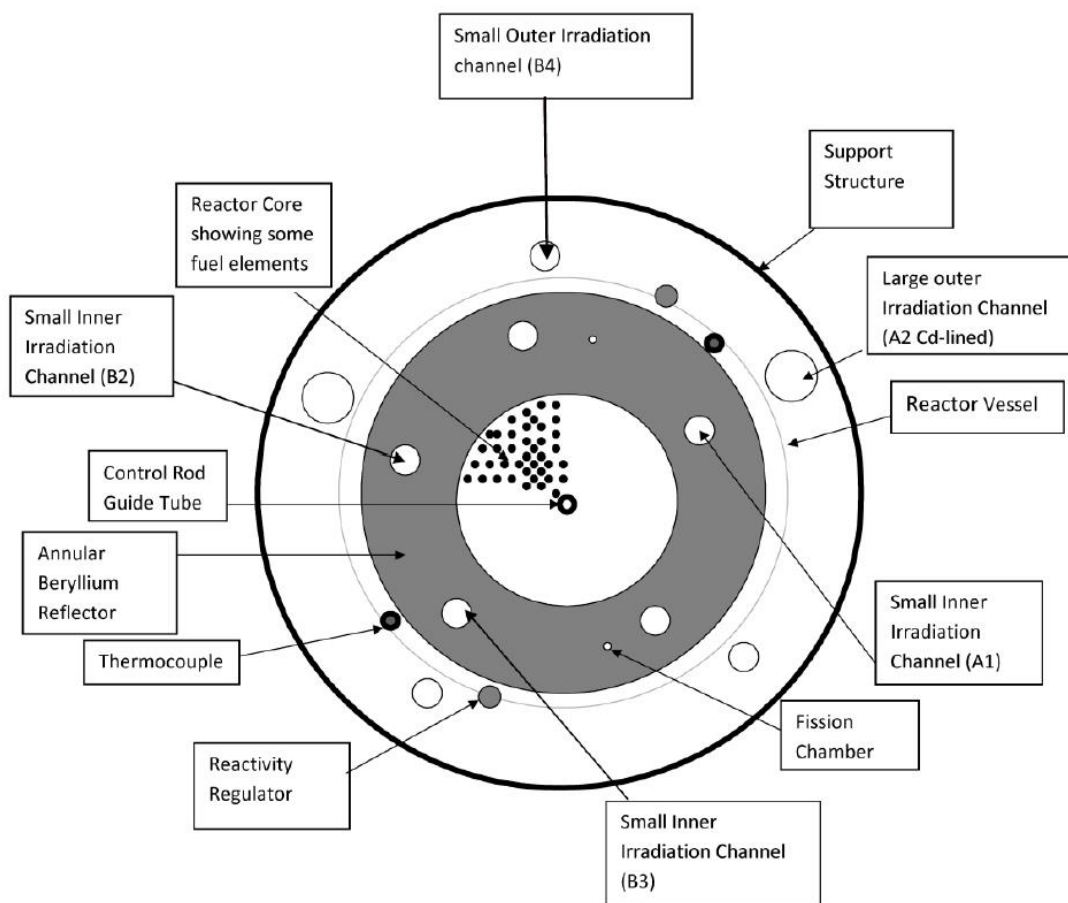 Small Outer Irradiation
channel (B4)
Support
Structure
Reactor Core
showing some
fuel elements
Large outer
Irradiation Channel
(A2 Cd-lined)
Small Inner
Irradiation
Channel (B2)
Reactor Vessel
Control Rod
Guide Tube
Annular
Beryllium
Reflector
Small Inner
Irradiation
Channel (A1)
Thermocouple
Fission
Chamber
Reactivity
Regulator
Small Inner
Irradiation Channel
(B3)